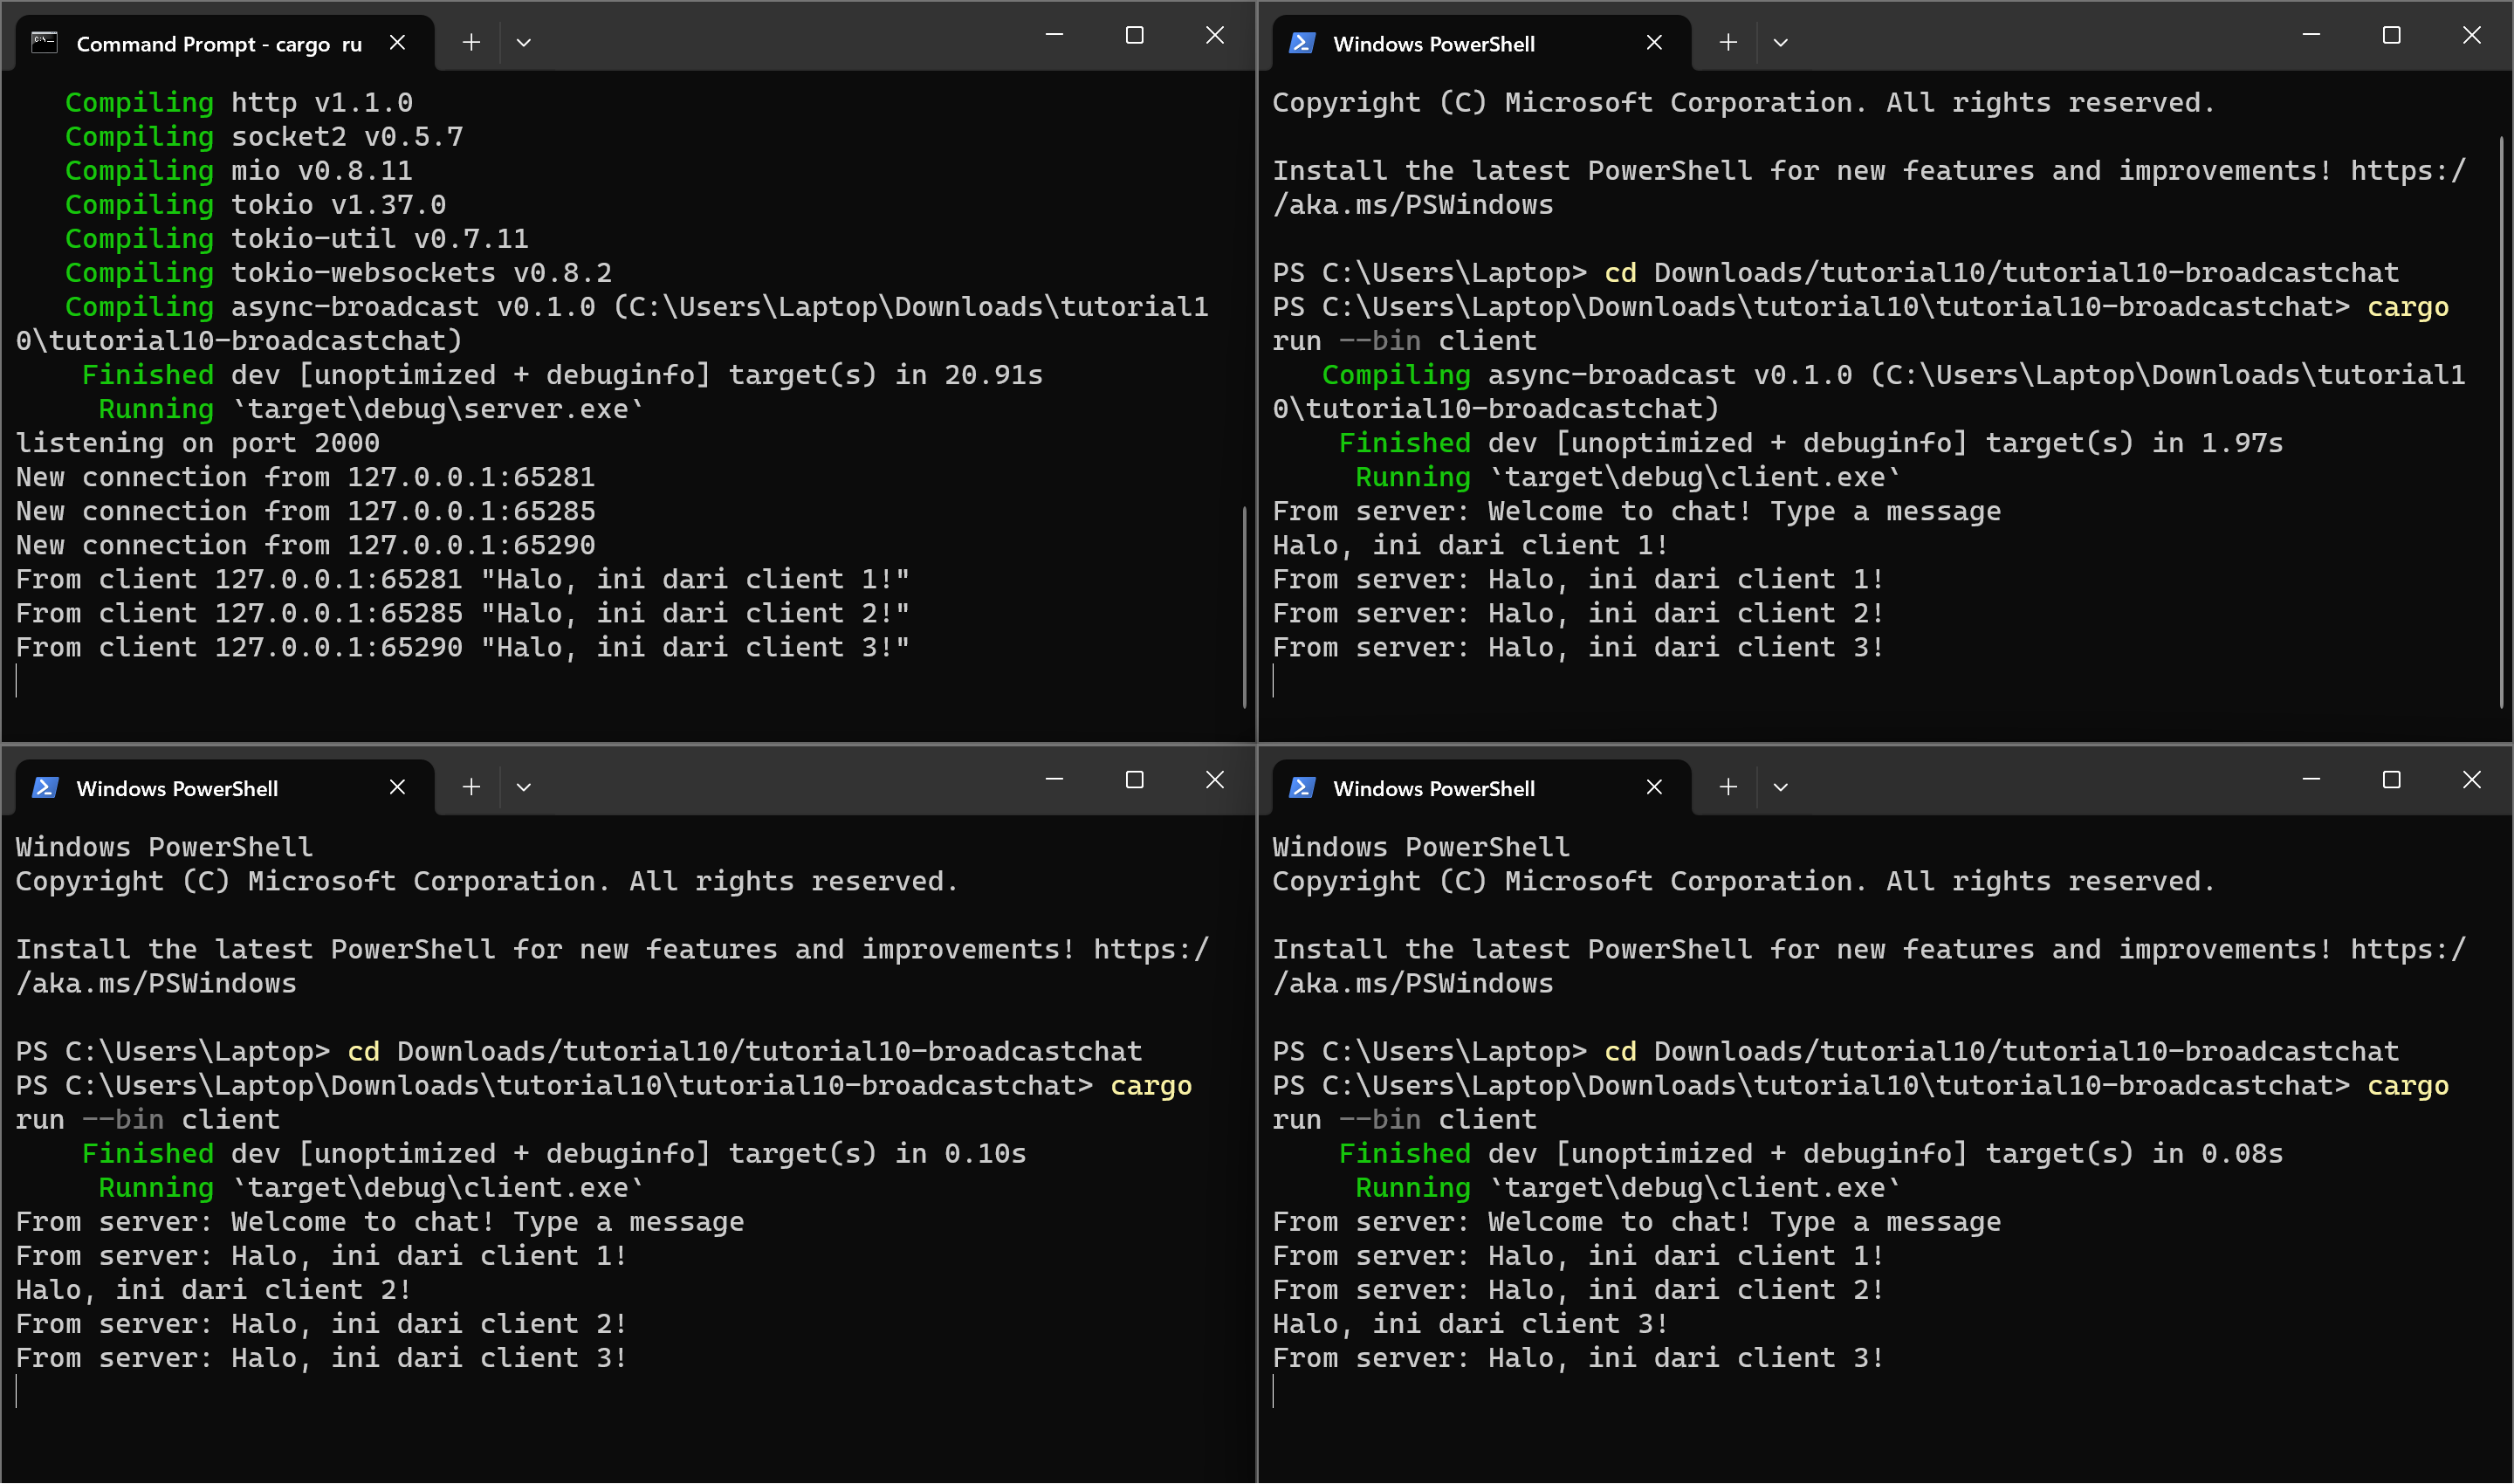 Command Prompt - cargo  ru
Compiling http v1.1.0
Compiling socket2 v0.5.7
Compiling mio v0.8.11
Compiling tokio v1.37.0
Compiling tokio-util v0.7.11
Compiling tokio-websockets v0.8.2
Compiling async-broadcast v0.1.0 (C:\Users\Laptop\Downloads\tutorial1
0\tutorial10-broadcastchat)
Finished dev [unoptimized + debuginfo] target(s) in 20.91s
Running `target\debug\server.exe`
listening on port 2000
New connection from 127.0.0.1:65281
New connection from 127.0.0.1:65285
New connection from 127.0.0.1:65290
From client 127.0.0.1:65281 "Halo, ini dari client 1!"
From client 127.0.0.1:65285 "Halo, ini dari client 2!"
From client 127.0.0.1:65290 "Halo, ini dari client 3!"
Windows PowerShell
Copyright (C) Microsoft Corporation. All rights reserved.
Install the latest PowerShell for new features and improvements! https:/
/aka.ms/PSWindows
PS C:\Users\Laptop> cd Downloads/tutorial10/tutorial10-broadcastchat
PS C:\Users\Laptop\Downloads\tutorial10\tutorial10-broadcastchat> cargo
run --bin client
Compiling async-broadcast v0.1.0 (C:\Users\Laptop\Downloads\tutorial1
0\tutorial10-broadcastchat)
Finished dev [unoptimized + debuginfo] target(s) in 1.97s
Running `target\debug\client.exe`
From server: Welcome to chat! Type a message
Halo, ini dari client 1!
From server: Halo, ini dari client 1!
From server: Halo, ini dari client 2!
From server: Halo, ini dari client 3!
Windows PowerShell
Windows PowerShell
Copyright (C) Microsoft Corporation. All rights reserved.
Install the latest PowerShell for new features and improvements! https:/
/aka.ms/PSWindows
PS C:\Users\Laptop> cd Downloads/tutorial10/tutorial10-broadcastchat
PS C:\Users\Laptop\Downloads\tutorial10\tutorial10-broadcastchat> cargo
run --bin client
Finished dev [unoptimized + debuginfo] target(s) in 0.10s
Running `target\debug\client.exe`
From server: Welcome to chat! Type a message
From server: Halo, ini dari client 1!
Halo, ini dari client 2!
From server: Halo, ini dari client 2!
From server: Halo, ini dari client 3!
Windows PowerShell
Windows PowerShell
Copyright (C) Microsoft Corporation. All rights reserved.
Install the latest PowerShell for new features and improvements! https:/
/aka.ms/PSWindows
PS C:\Users\Laptop> cd Downloads/tutorial10/tutorial10-broadcastchat
PS C:\Users\Laptop\Downloads\tutorial10\tutorial10-broadcastchat> cargo
run --bin client
Finished dev [unoptimized + debuginfo] target(s) in 0.08s
Running `target\debug\client.exe`
From server: Welcome to chat! Type a message
From server: Halo, ini dari client 1!
From server: Halo, ini dari client 2!
Halo, ini dari client 3!
From server: Halo, ini dari client 3!